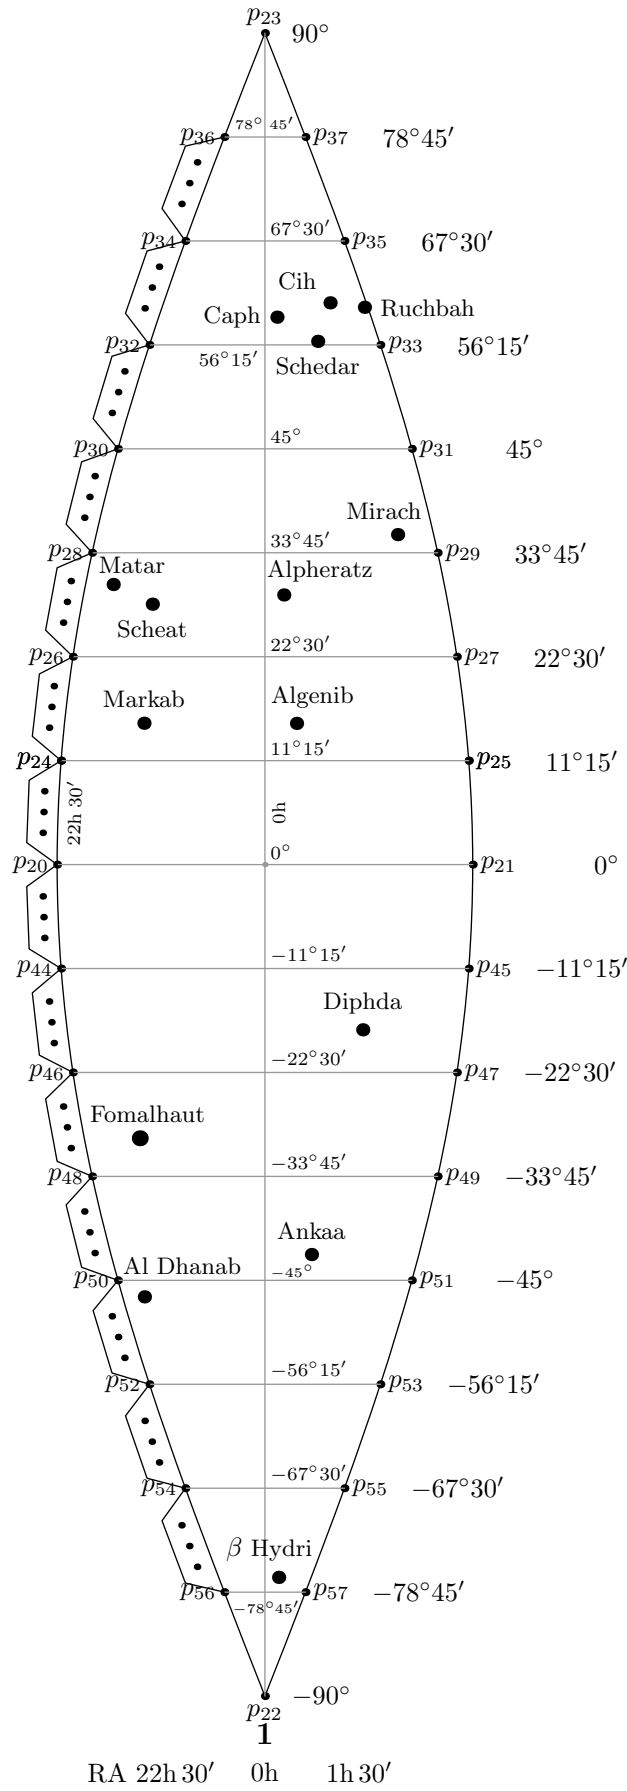 p23 90°
p36 78° 45′ p37 78°45′
p34 67°30′ p35 67°30′
Cih
Caph Ruchbah
p32 56°15′ Schedar p33 56°15′
p30 45° p31 45°
Mirach
p28 33°45′ p29 33°45′
Matar Alpheratz
Scheat
p26 22°30′ p27 22°30′
Markab Algenib
p24 11°15′ p25 11°15′
22h 30′ 0h
p20 0° p21 0°
p44 −11°15′ p45 −11°15′
Diphda
p46 −22°30′ p47 −22°30′
Fomalhaut
p48 −33°45′ p49 −33°45′
Ankaa
Al Dhanab
p50 −45° p51 −45°
p52 −56°15′ p53 −56°15′
p54 −67°30′ p55 −67°30′
β Hydri
p56 −78°45′ p57 −78°45′
p22 −90°
1
RA 22h 30′ 0h 1h 30′